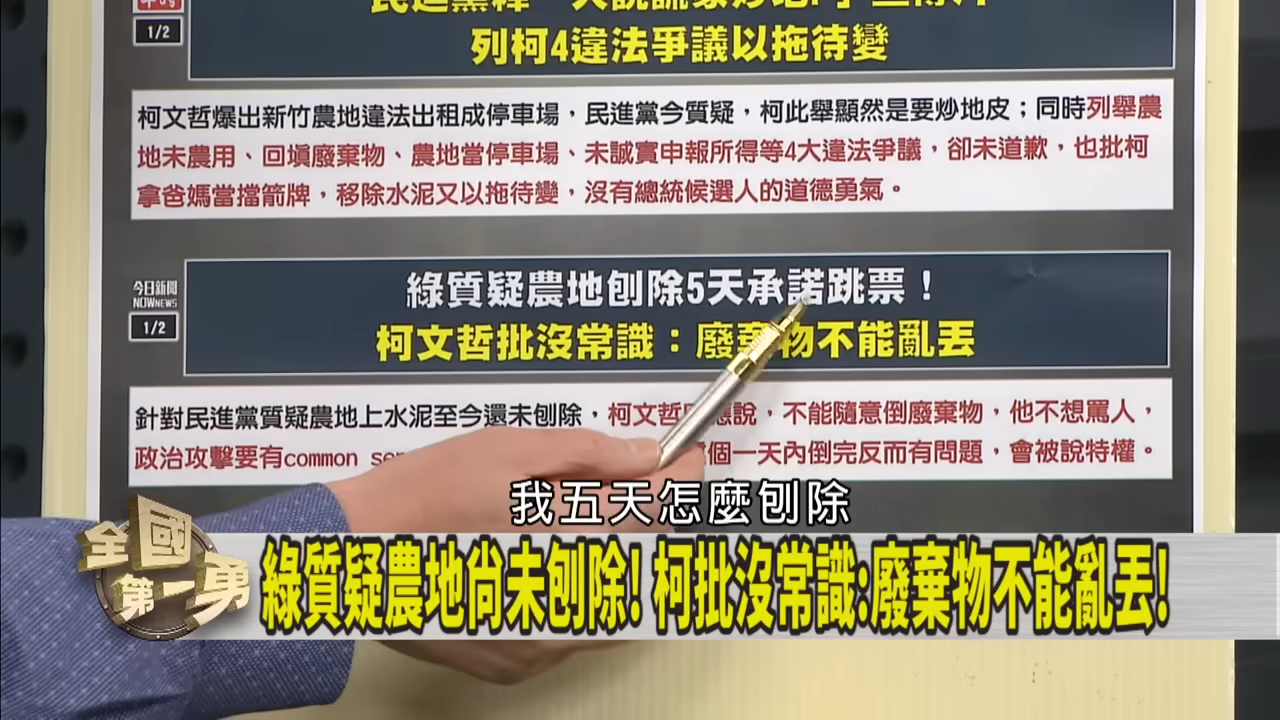 1/2
列柯4違法爭議以拖待變
柯文哲爆出新竹農地違法出租成停車場，民進黨今質疑，柯此舉顯然是要炒地皮；同時列舉農
地未農用、回填廢棄物、農地當停車場、未誠實申報所得等4大違法爭議，卻未道歉，也批柯
拿爸媽當擋箭牌，移除水泥又以拖待變，沒有總統候選人的道德勇氣。
今日新聞
NOWnews
1/2
綠質疑農地刨除5天承諾跳票！
柯文哲批沒常識：廢棄物不能亂丟
針對民進黨質疑農地上水泥至今還未刨除，柯文哲 說，不能隨意倒廢棄物，他不想罵人，
政治攻擊要有common 個一天內倒完反而有問題，會被說特權。
我五天怎麼刨除
全國第一勇
綠質疑農地尚未刨除! 柯批沒常識:廢棄物不能亂丟!